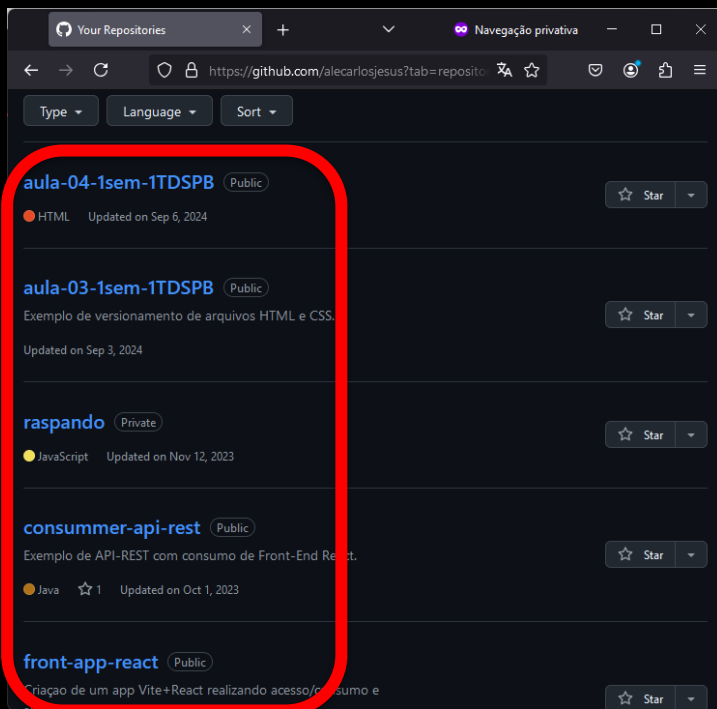 Your Repositories
Navegação privativa
https://github.com/alecarlosjesus?tab=reposito
Type Language Sort
aula-04-1sem-1TDSPB Public
Star
HTML Updated on Sep 6, 2024
aula-03-1sem-1TDSPB Public
Exemplo de versionamento de arquivos HTML e CSS.
Star
Updated on Sep 3, 2024
raspando Private
Star
JavaScript Updated on Nov 12, 2023
consummer-api-rest Public
Exemplo de API-REST com consumo de Front-End React.
Star
Java 1 Updated on Oct 1, 2023
front-app-react Public
Criaçao de um app Vite+React realizando acesso/consumo e
Star